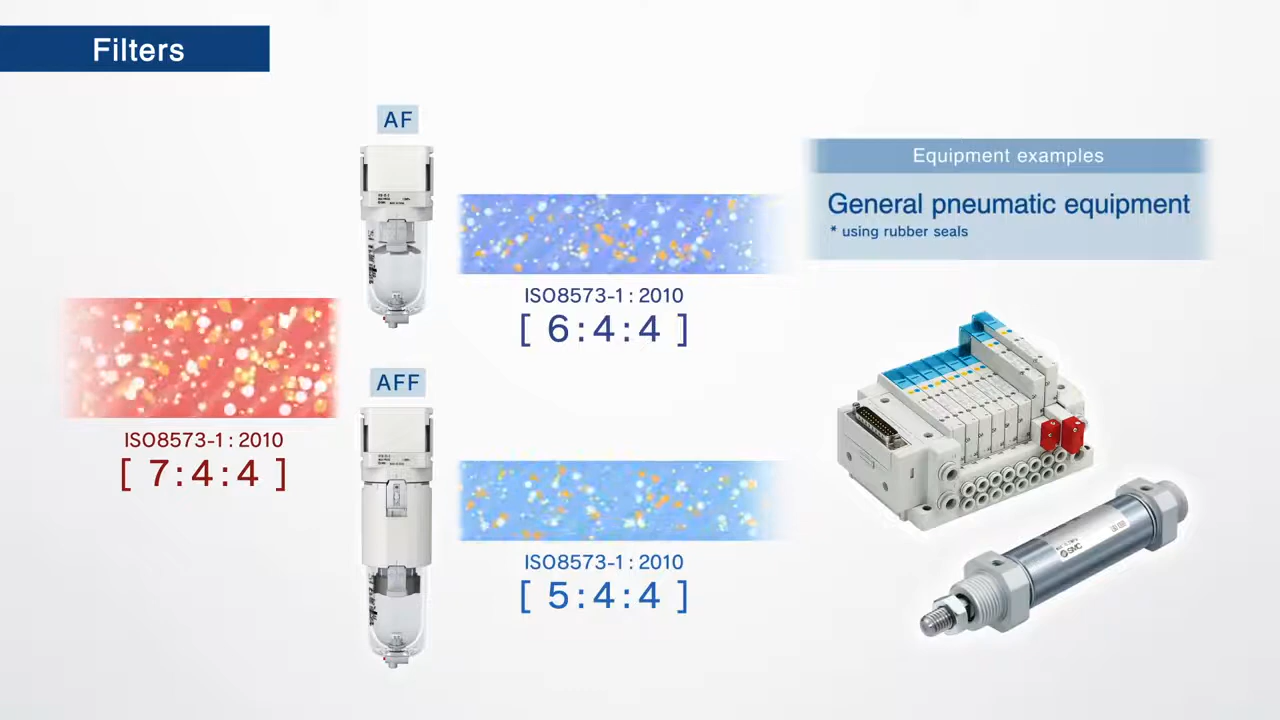 Filters
AF
Equipment examples
General pneumatic equipment
* using rubber seals
ISO8573-1 : 2010
[ 6:4:4 ]
AFF
ISO8573-1 : 2010
[ 7:4:4 ]
ISO8573-1 : 2010
[ 5:4:4 ]
SMC